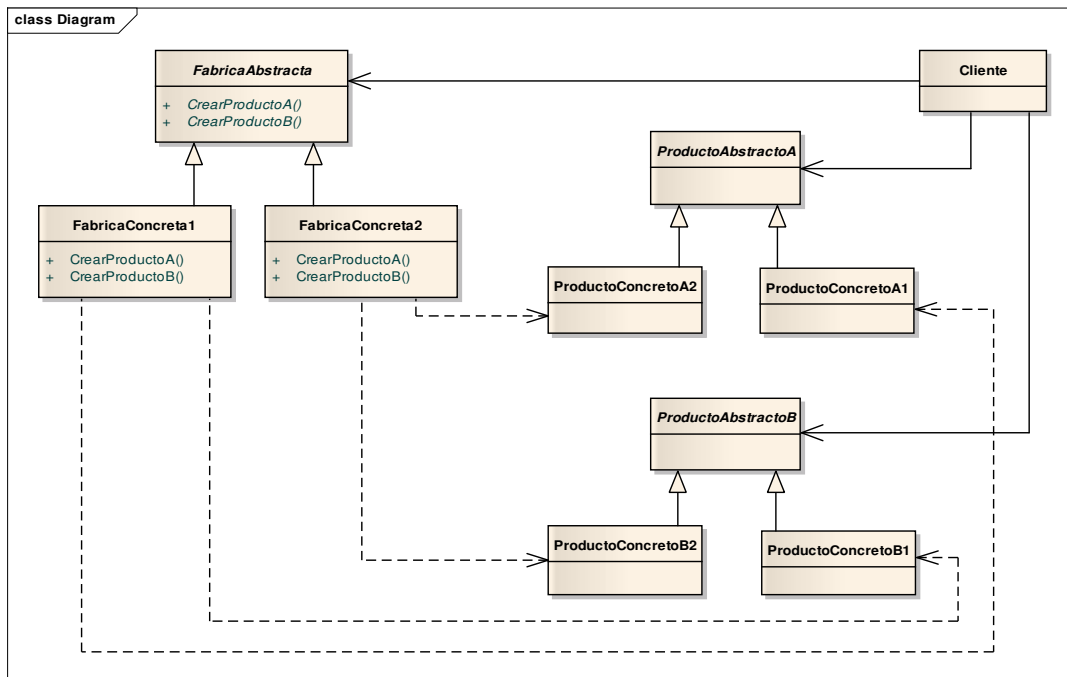 class Diagram
FabricaAbstracta
+ CrearProductoA()
+ CrearProductoB()
Cliente
ProductoAbstractoA
FabricaConcreta1
+ CrearProductoA()
+ CrearProductoB()
FabricaConcreta2
+ CrearProductoA()
+ CrearProductoB()
ProductoConcretoA2
ProductoConcretoA1
ProductoAbstractoB
ProductoConcretoB2
ProductoConcretoB1